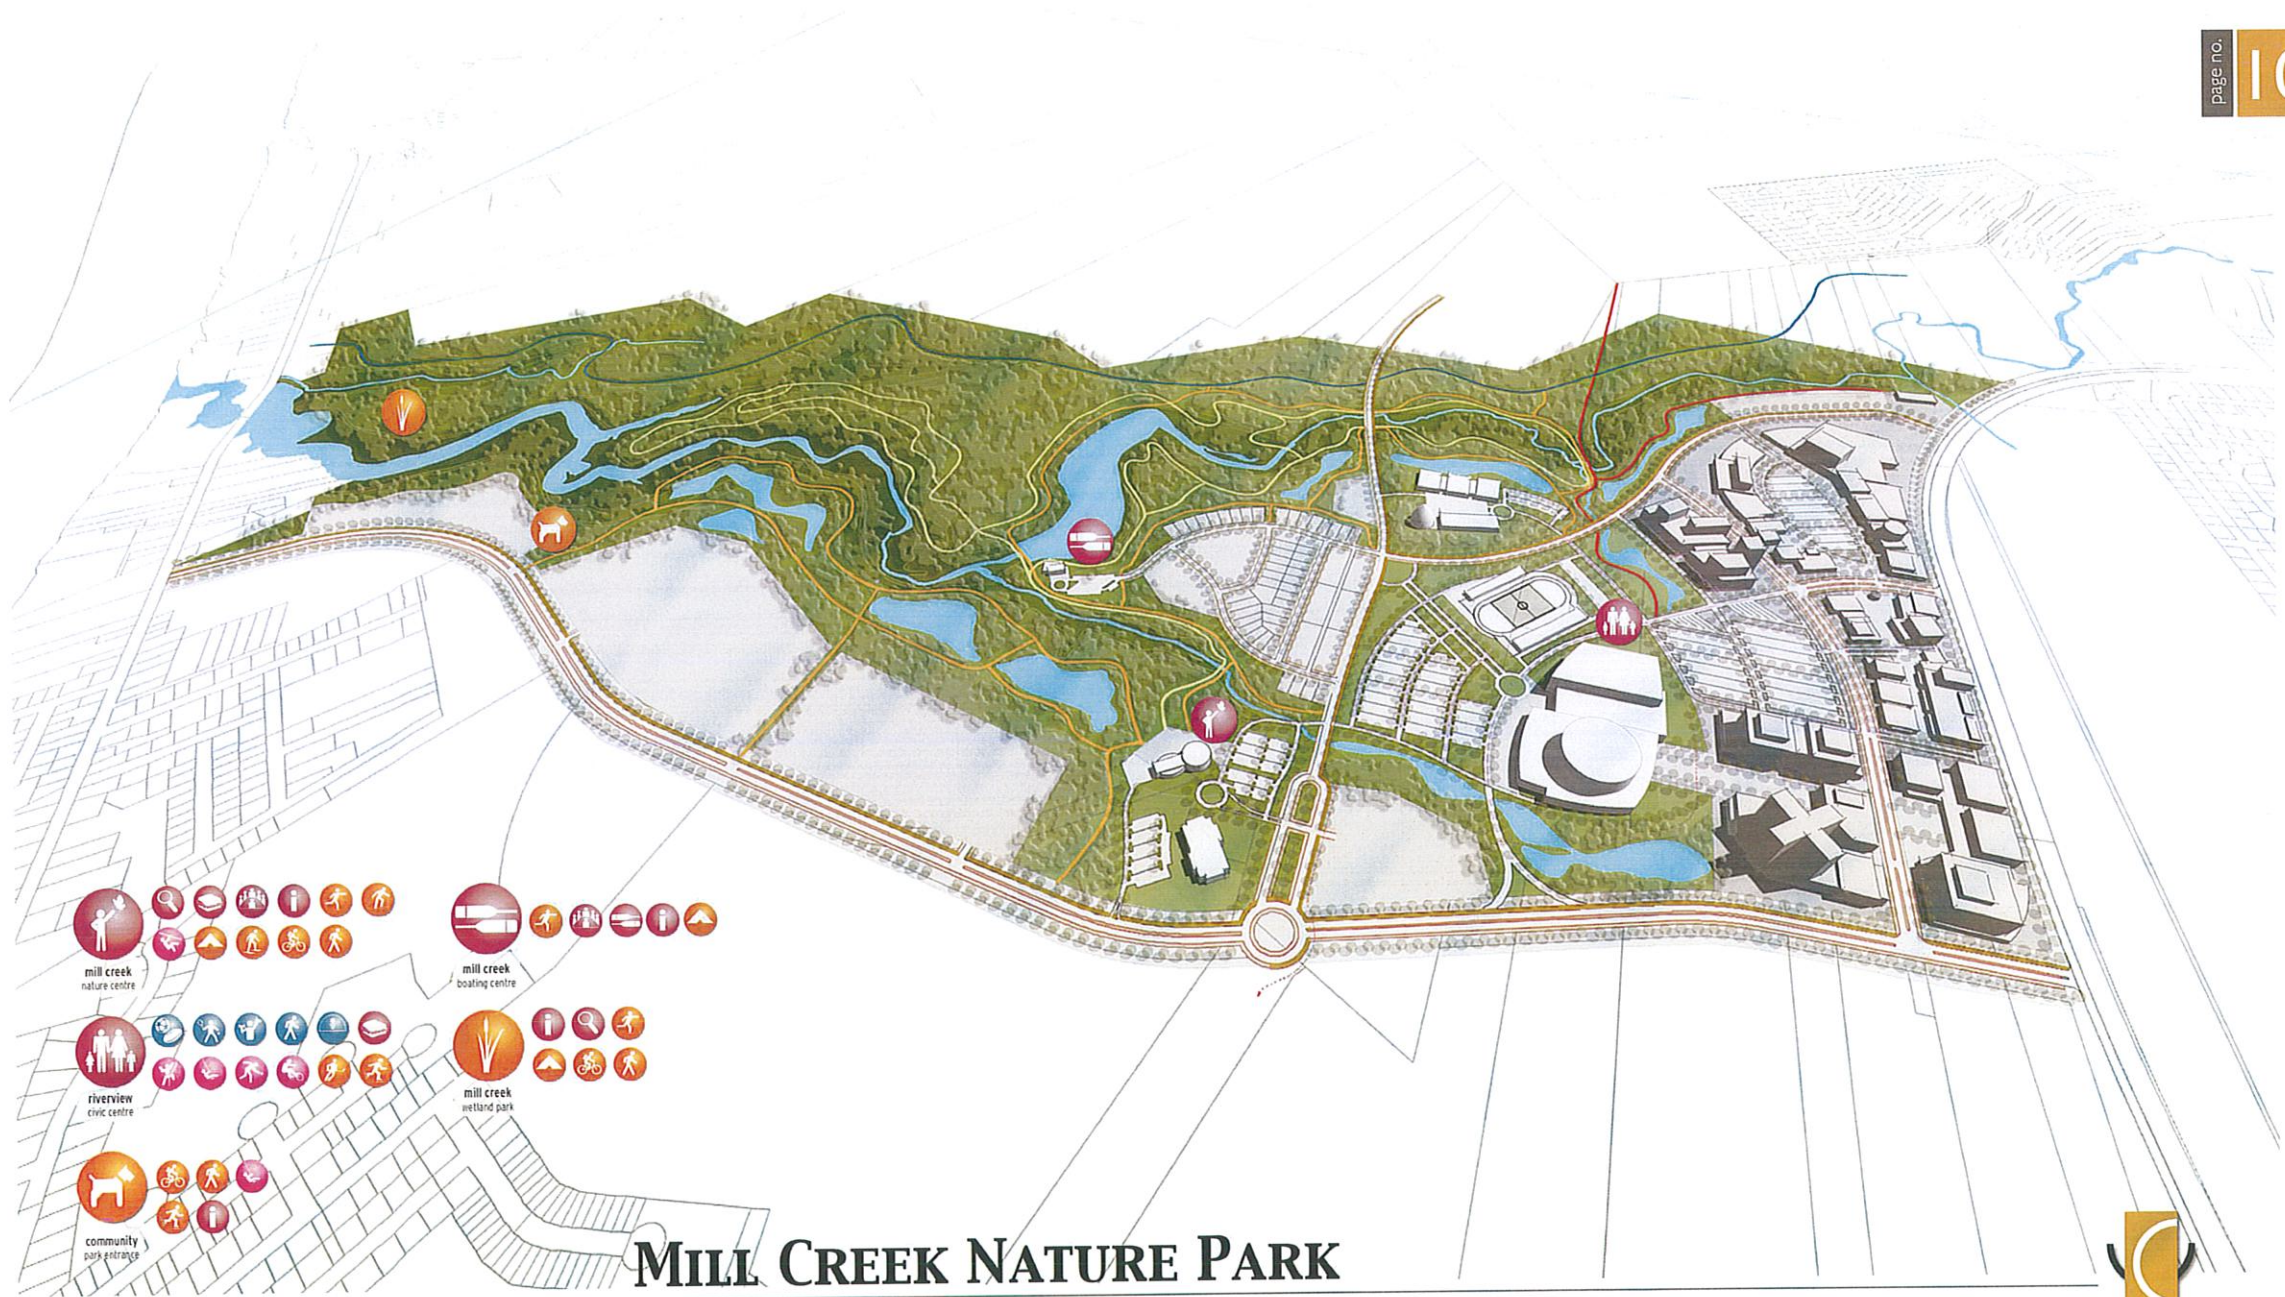 page no.
mill creek
nature centre
mill creek
boating centre
riverview
civic centre
mill creek
wetland park
community
park entrance
MILL CREEK NATURE PARK